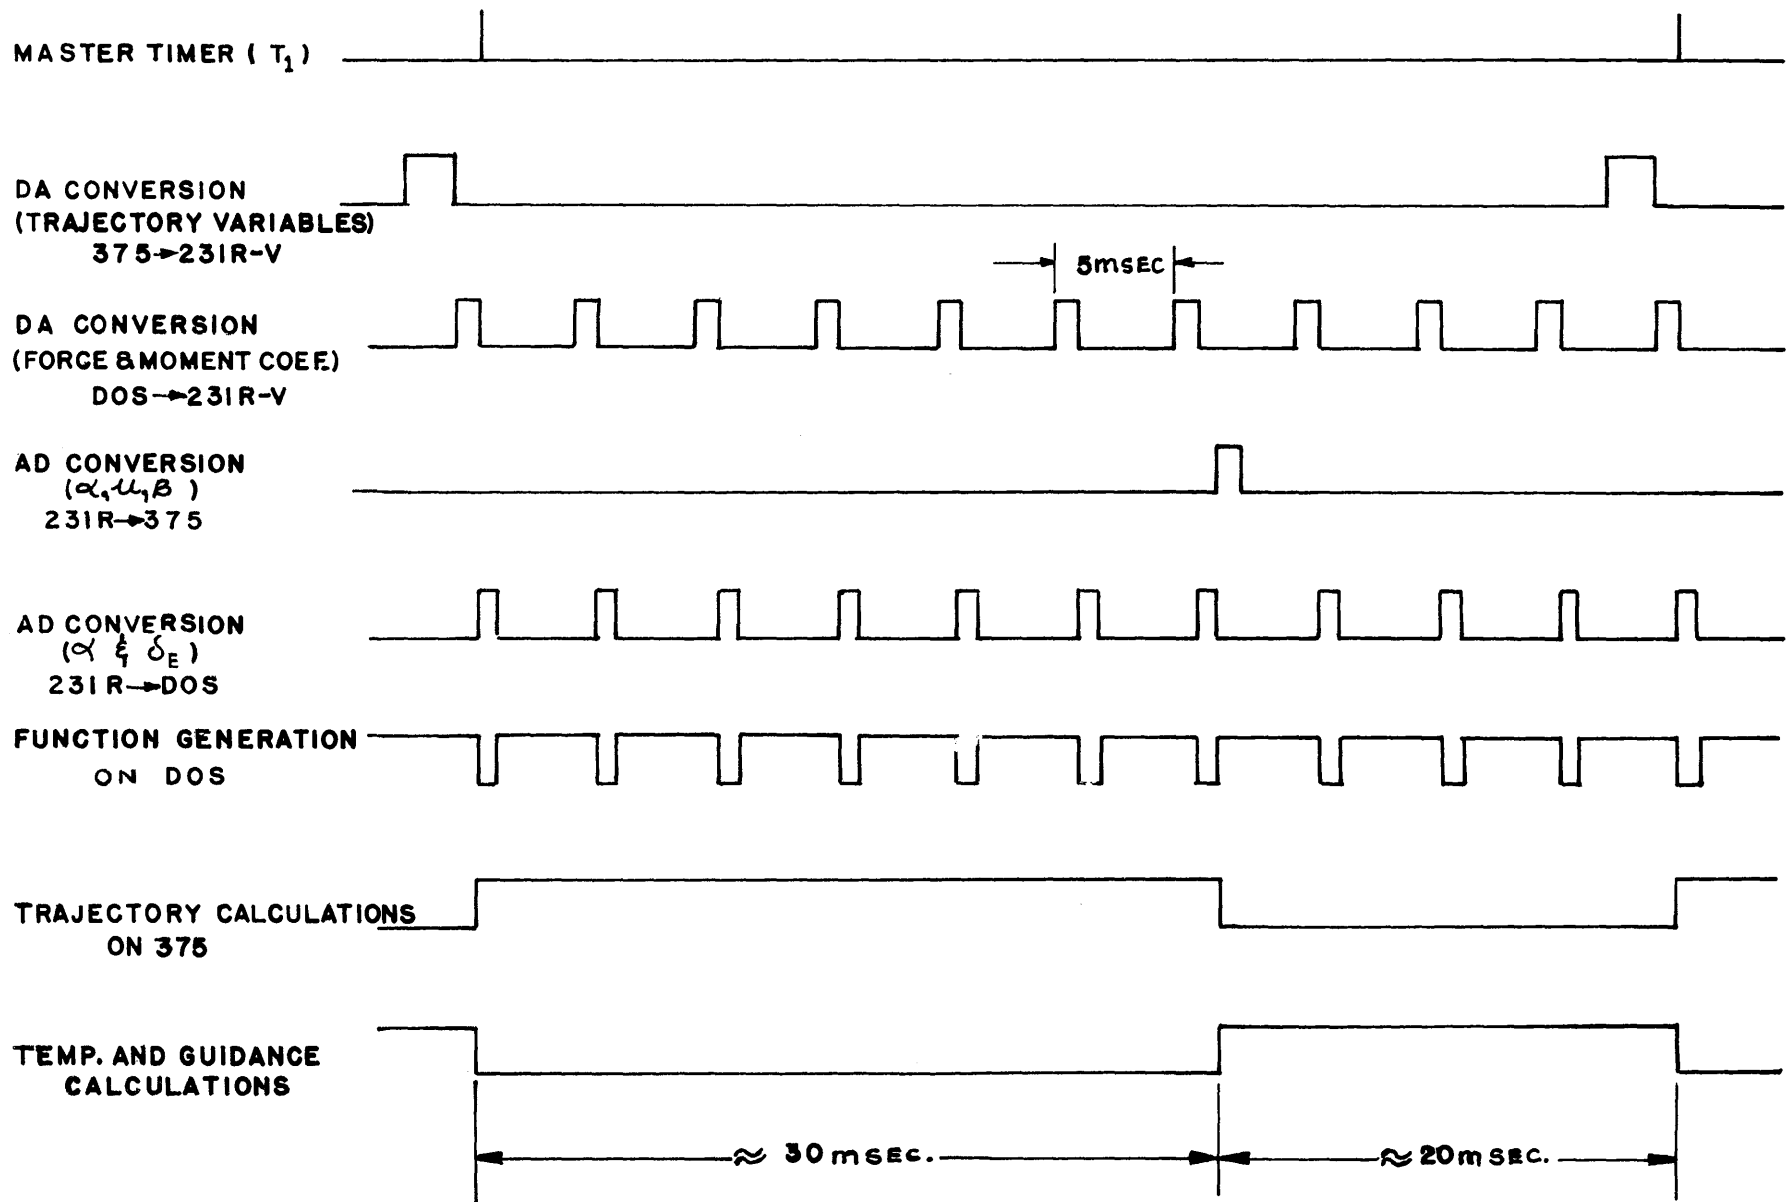 MASTER TIMER ( T₁ )
DA CONVERSION
(TRAJECTORY VARIABLES)
375→231R-V
5mSEC
DA CONVERSION
(FORCE & MOMENT COEF.)
DOS→231R-V
AD CONVERSION
(α, u, β )
231R→375
AD CONVERSION
(α & δ_E )
231R→DOS
FUNCTION GENERATION
ON DOS
TRAJECTORY CALCULATIONS
ON 375
TEMP. AND GUIDANCE
CALCULATIONS
≈ 30 mSEC.
≈ 20 mSEC.